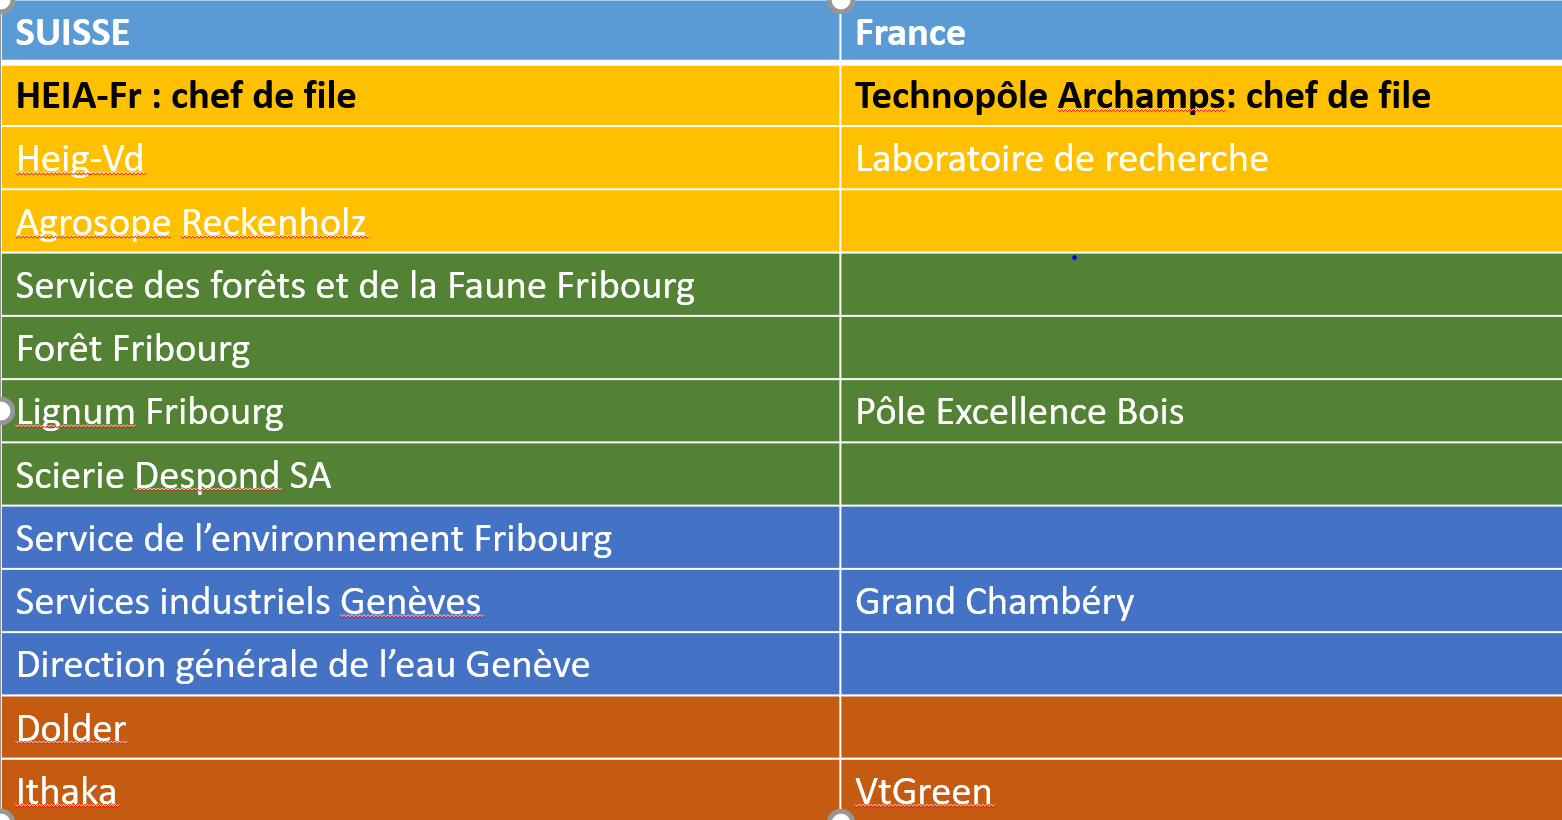 SUISSE France
HEIA-Fr : chef de file Technopôle Archamps: chef de file
Heig-Vd Laboratoire de recherche
Agrosope Reckenholz
Service des forêts et de la Faune Fribourg
Forêt Fribourg
Lignum Fribourg Pôle Excellence Bois
Scierie Despond SA
Service de l’environnement Fribourg
Services industriels Genèves Grand Chambéry
Direction générale de l’eau Genève
Dolder
Ithaka VtGreen